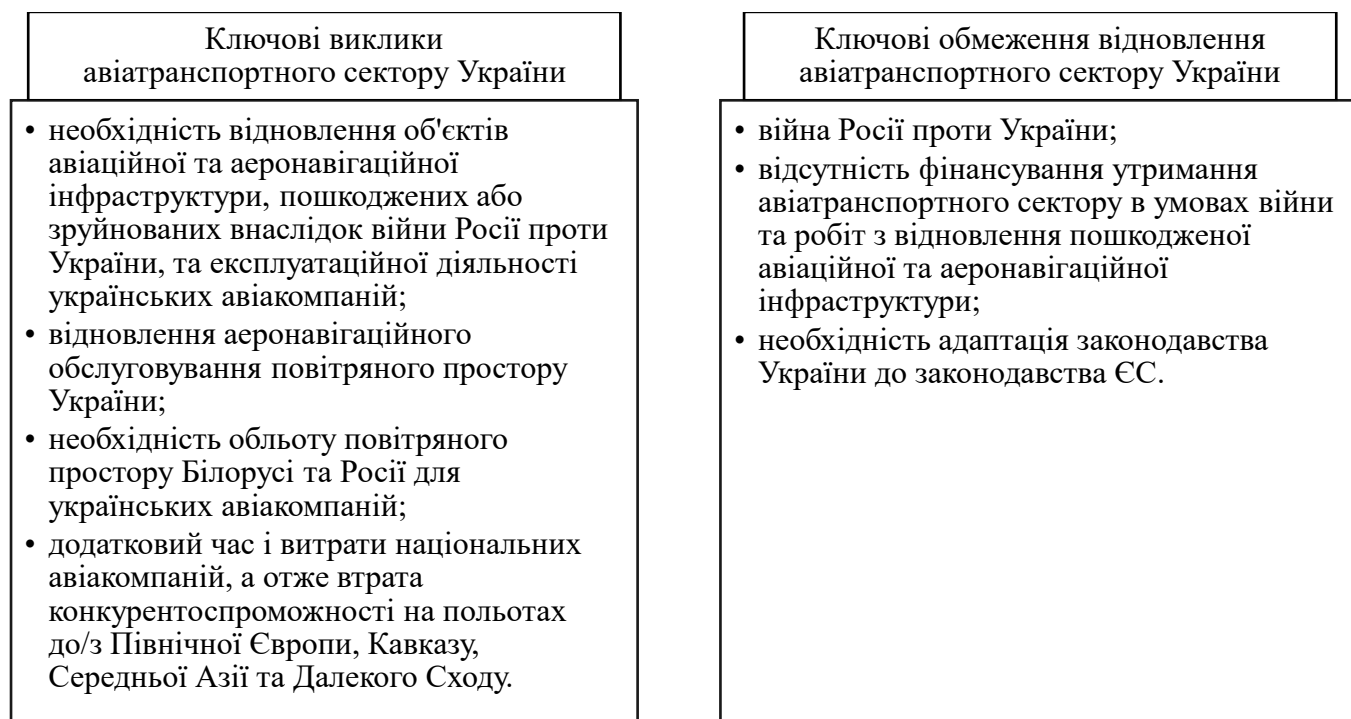 Ключові виклики
авіатранспортного сектору України
• необхідність відновлення об'єктів
авіаційної та аеронавігаційної
інфраструктури, пошкоджених або
зруйнованих внаслідок війни Росії проти
України, та експлуатаційної діяльності
українських авіакомпаній;
• відновлення аеронавігаційного
обслуговування повітряного простору
України;
• необхідність обльоту повітряного
простору Білорусі та Росії для
українських авіакомпаній;
• додатковий час і витрати національних
авіакомпаній, а отже втрата
конкурентоспроможності на польотах
до/з Північної Європи, Кавказу,
Середньої Азії та Далекого Сходу.
Ключові обмеження відновлення
авіатранспортного сектору України
• війна Росії проти України;
• відсутність фінансування утримання
авіатранспортного сектору в умовах війни
та робіт з відновлення пошкодженої
авіаційної та аеронавігаційної
інфраструктури;
• необхідність адаптація законодавства
України до законодавства ЄС.